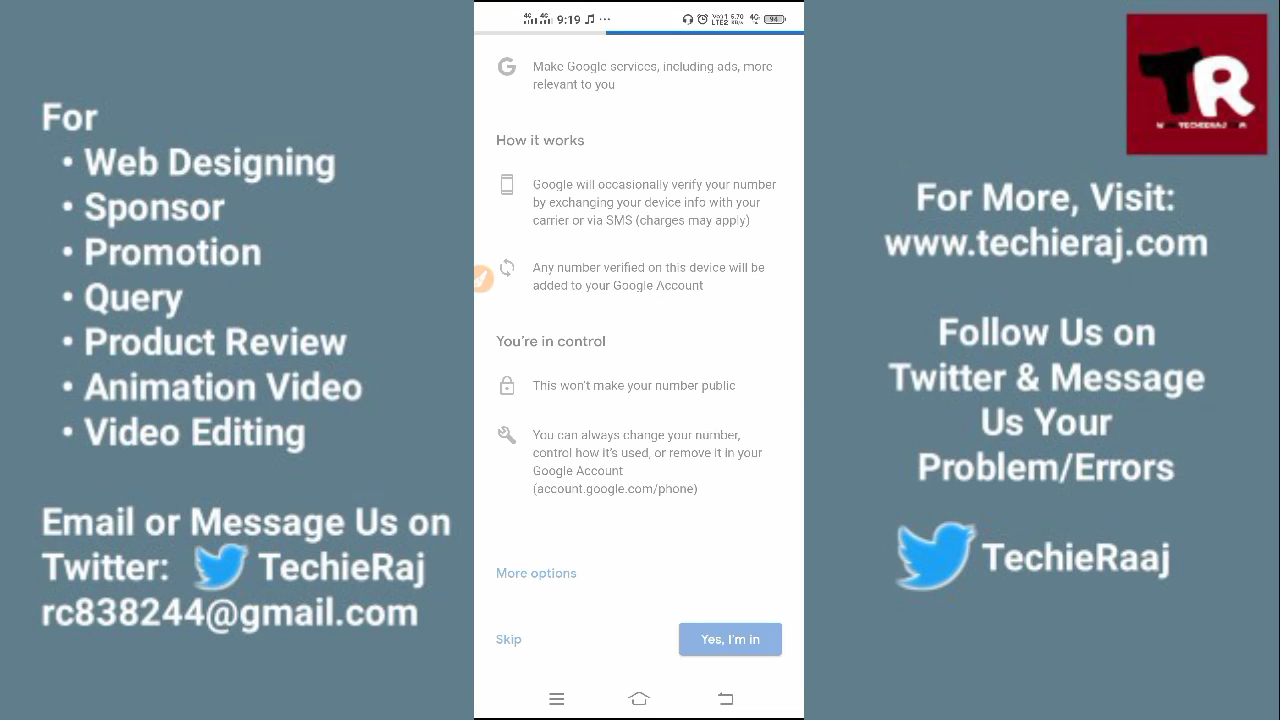 For
• Web Designing
• Sponsor
• Promotion
• Query
• Product Review
• Animation Video
• Video Editing
Email or Message Us on
Twitter: TechieRaj
rc838244@gmail.com
9:19
94
Make Google services, including ads, more
relevant to you
How it works
Google will occasionally verify your number
by exchanging your device info with your
carrier or via SMS (charges may apply)
Any number verified on this device will be
added to your Google Account
You're in control
This won't make your number public
You can always change your number,
control how it's used, or remove it in your
Google Account
(account.google.com/phone)
More options
Skip
Yes, I'm in
TR
For More, Visit:
www.techieraj.com
Follow Us on
Twitter & Message
Us Your
Problem/Errors
TechieRaaj